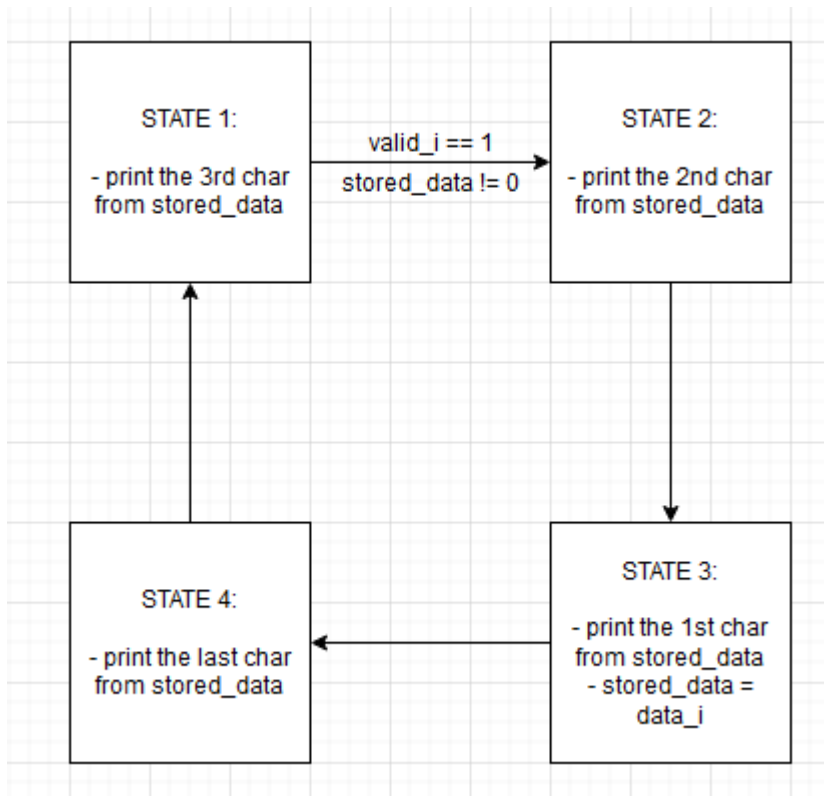 STATE 1:
- print the 3rd char
from stored_data
valid_i == 1
stored_data != 0
STATE 2:
- print the 2nd char
from stored_data
STATE 4:
- print the last char
from stored_data
STATE 3:
- print the 1st char
from stored_data
- stored_data =
data_i